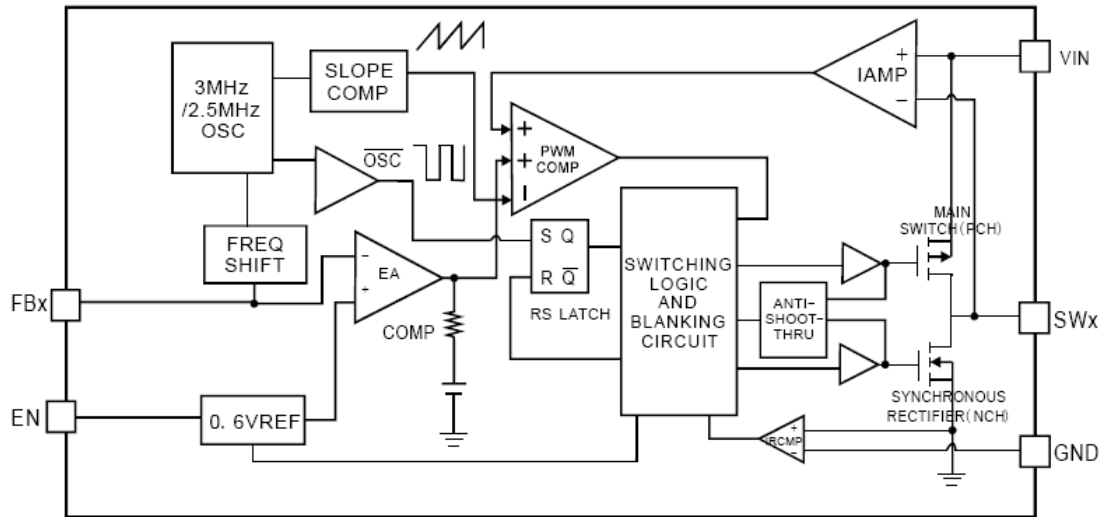 3MHz
/2.5MHz
OSC
SLOPE
COMP
IAMP
+
−
VIN
OSC
+
+
−
PWM
COMP
FREQ
SHIFT
EA
−
+
S Q
R Q
RS LATCH
SWITCHING
LOGIC
AND
BLANKING
CIRCUIT
MAIN
SWITCH(PCH)
ANTI-
SHOOT-
THRU
FBx
SWx
COMP
EN
0. 6VREF
SYNCHRONOUS
RECTIFIER(NCH)
+
IRCMP
−
GND